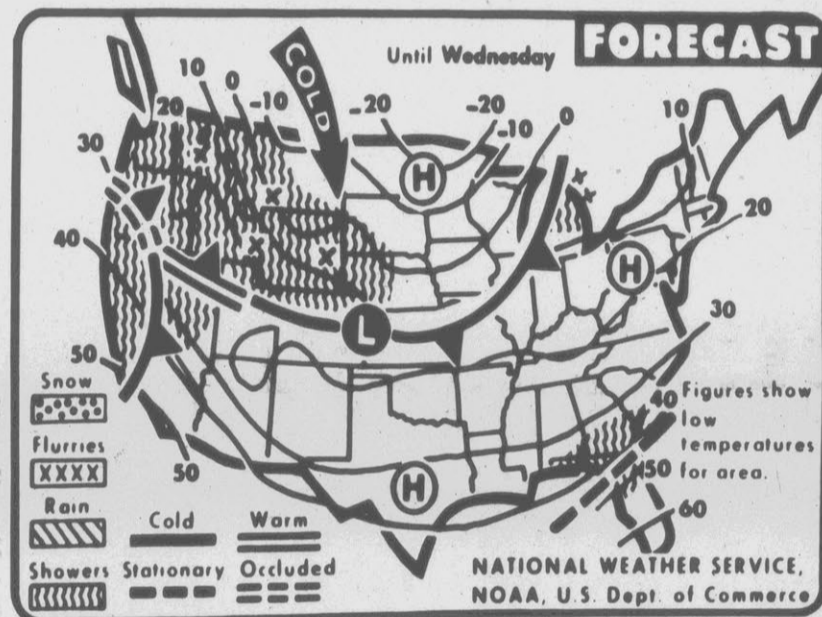 FORECAST
Until Wednesday
COLD
10
0
-10
20
30
40
50
50
-20
-20
-10
0
10
20
30
40
50
60
H
H
H
L
Figures show
low
temperatures
for area.
Snow
Flurries
XXXX
Rain
Showers
Cold
Warm
Stationary
Occluded
NATIONAL WEATHER SERVICE,
NOAA, U.S. Dept. of Commerce